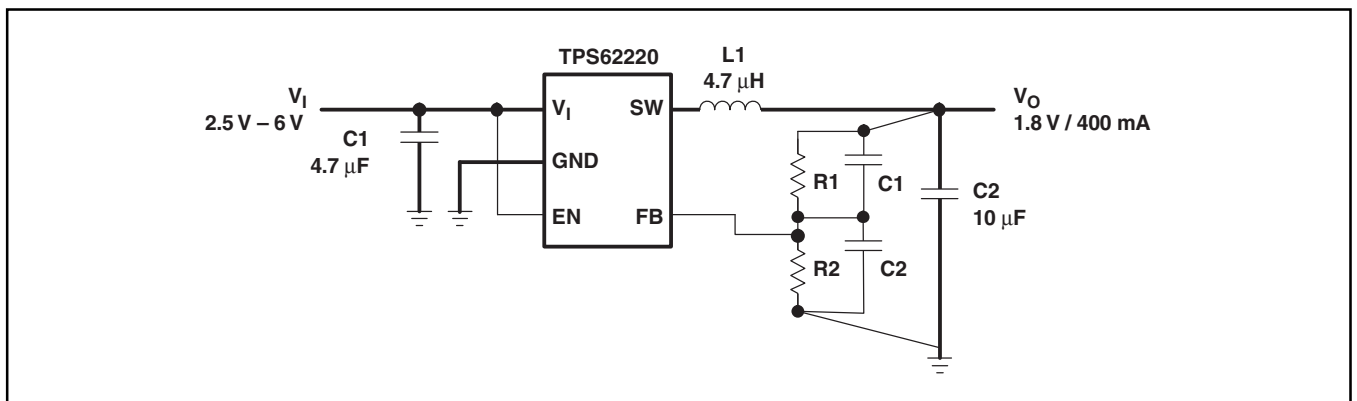 TPS62220
L1
4.7 μH
V_I
2.5 V – 6 V
C1
4.7 μF
V_I
SW
GND
EN
FB
V_O
1.8 V / 400 mA
R1
C1
R2
C2
C2
10 μF